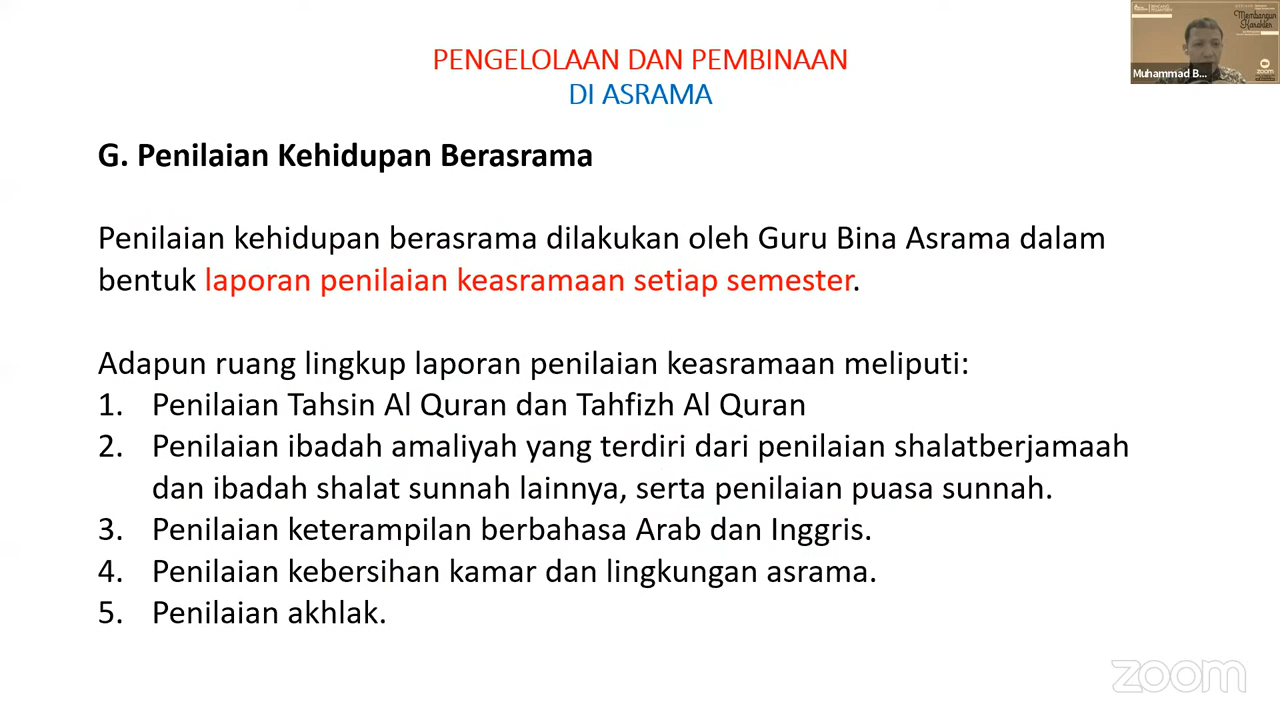 PENGELOLAAN DAN PEMBINAAN
DI ASRAMA
Membangun
Karakter
zoom
Muhammad B...
G. Penilaian Kehidupan Berasrama
Penilaian kehidupan berasrama dilakukan oleh Guru Bina Asrama dalam
bentuk laporan penilaian keasramaan setiap semester.
Adapun ruang lingkup laporan penilaian keasramaan meliputi:
1. Penilaian Tahsin Al Quran dan Tahfizh Al Quran
2. Penilaian ibadah amaliyah yang terdiri dari penilaian shalatberjamaah
dan ibadah shalat sunnah lainnya, serta penilaian puasa sunnah.
3. Penilaian keterampilan berbahasa Arab dan Inggris.
4. Penilaian kebersihan kamar dan lingkungan asrama.
5. Penilaian akhlak.
zoom